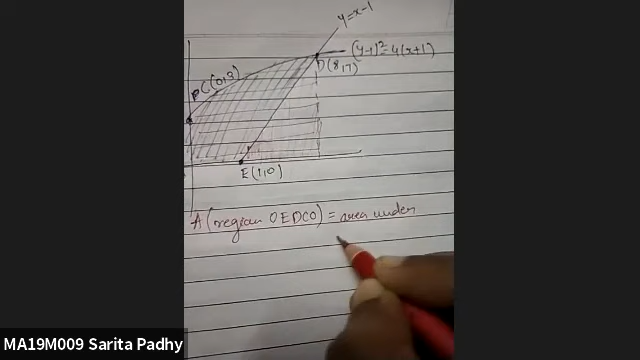 y=x-1
(y-1)²=4(x+1)
D(8,7)
C(0,3)
E(1,0)
A(region OEDCO) = area under
MA19M009 Sarita Padhy